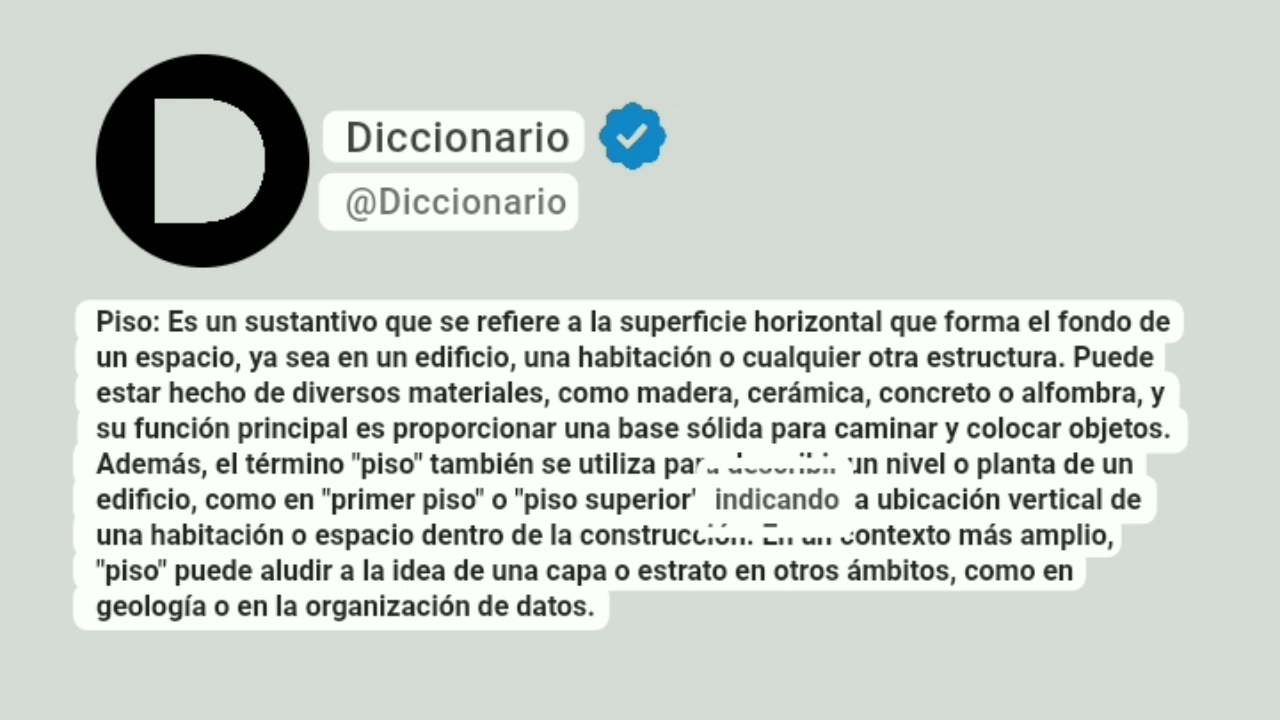 D
Diccionario
@Diccionario
Piso: Es un sustantivo que se refiere a la superficie horizontal que forma el fondo de
un espacio, ya sea en un edificio, una habitación o cualquier otra estructura. Puede
estar hecho de diversos materiales, como madera, cerámica, concreto o alfombra, y
su función principal es proporcionar una base sólida para caminar y colocar objetos.
Además, el término "piso" también se utiliza para describir un nivel o planta de un
edificio, como en "primer piso" o "piso superior' indicando a ubicación vertical de
una habitación o espacio dentro de la construcción. En un contexto más amplio,
"piso" puede aludir a la idea de una capa o estrato en otros ámbitos, como en
geología o en la organización de datos.